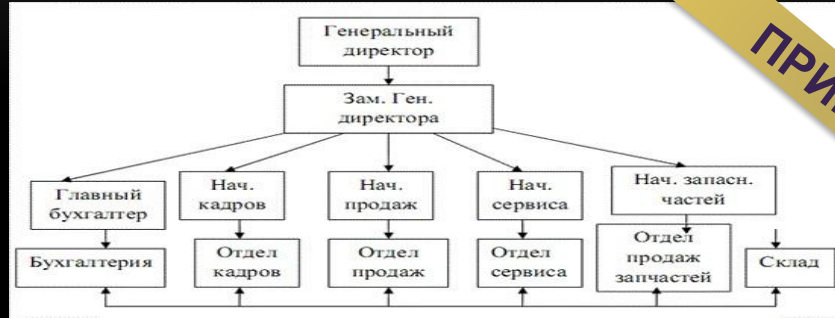 ПРИ
Генеральный
директор
Зам. Ген.
директора
Главный
бухгалтер
Нач.
кадров
Нач.
продаж
Нач.
сервиса
Нач. запасн.
частей
Бухгалтерия
Отдел
кадров
Отдел
продаж
Отдел
сервиса
Отдел
продаж
запчастей
Склад